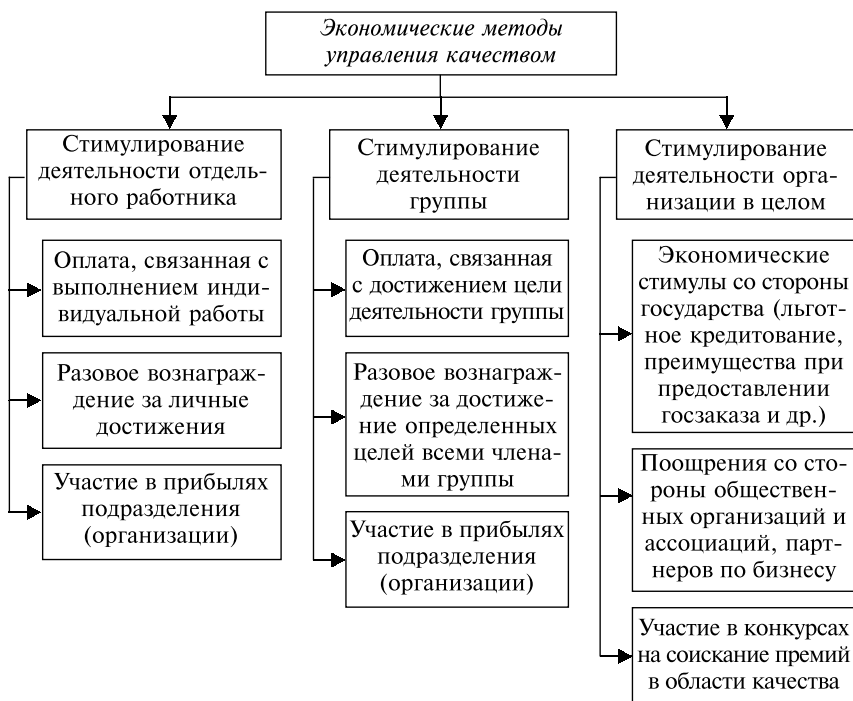 Экономические методы
управления качеством
Стимулирование
деятельности отдель-
ного работника
Оплата, связанная с
выполнением инди-
видуальной работы
Разовое вознаграж-
дение за личные
достижения
Участие в прибылях
подразделения
(организации)
Стимулирование
деятельности
группы
Оплата, связанная
с достижением цели
деятельности группы
Разовое вознаграж-
дение за достиже-
ние определенных
целей всеми члена-
ми группы
Участие в прибылях
подразделения
(организации)
Стимулирование
деятельности орга-
низации в целом
Экономические
стимулы со стороны
государства (льгот-
ное кредитование,
преимущества при
предоставлении
госзаказа и др.)
Поощрения со сто-
роны общественных
организаций и
ассоциаций, парт-
неров по бизнесу
Участие в конкурсах
на соискание премий
в области качества